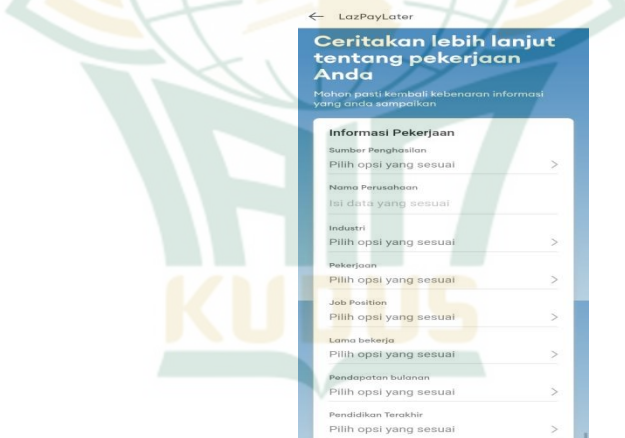 ← LazPayLater
Ceritakan lebih lanjut
tentang pekerjaan
Anda
Mohon pasti kembali kebenaran informasi
yang anda sampaikan
Informasi Pekerjaan
Sumber Penghasilan
Pilih opsi yang sesuai >
Nama Perusahaan
Isi data yang sesuai
Industri
Pilih opsi yang sesuai >
Pekerjaan
Pilih opsi yang sesuai >
Job Position
Pilih opsi yang sesuai >
Lama bekerja
Pilih opsi yang sesuai >
Pendapatan bulanan
Pilih opsi yang sesuai >
Pendidikan Terakhir
Pilih opsi yang sesuai >
KUDUS